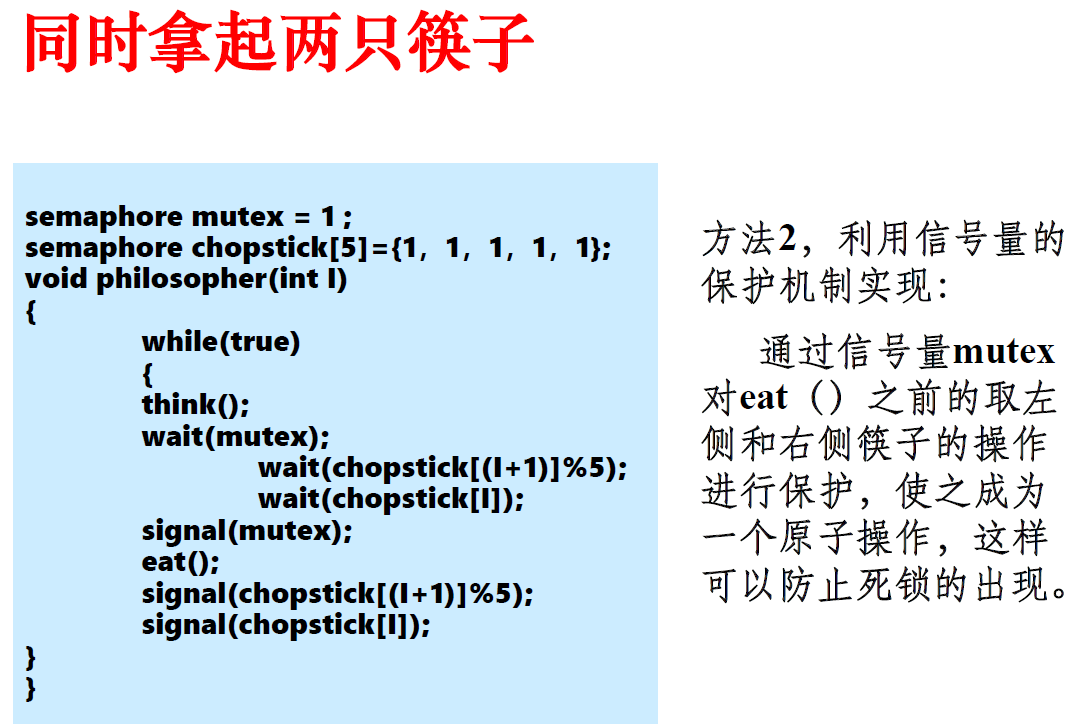 同时拿起两只筷子
semaphore mutex = 1 ;
semaphore chopstick[5]={1, 1, 1, 1, 1};
void philosopher(int I)
{
while(true)
{
think();
wait(mutex);
wait(chopstick[(I+1)]%5);
wait(chopstick[I]);
signal(mutex);
eat();
signal(chopstick[(I+1)]%5);
signal(chopstick[I]);
}
}
方法2，利用信号量的
保护机制实现：
通过信号量mutex
对eat（）之前的取左
侧和右侧筷子的操作
进行保护，使之成为
一个原子操作，这样
可以防止死锁的出现。